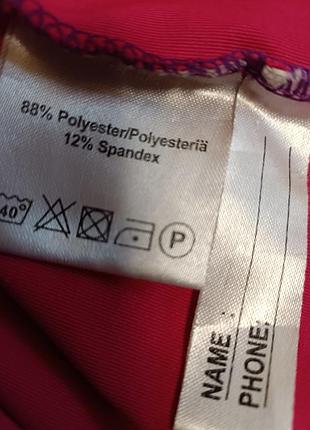 88% Polyester/Polyesteriä
12% Spandex
40°
P
NAME :
PHONE: